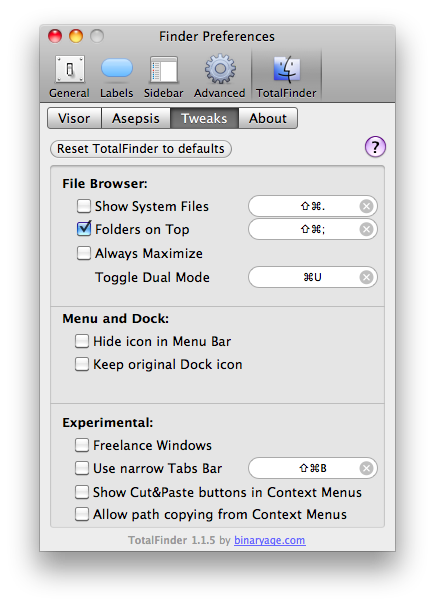 Finder Preferences
General Labels Sidebar Advanced TotalFinder
Visor Asepsis Tweaks About
Reset TotalFinder to defaults ?
File Browser:
Show System Files ⇧⌘.
Folders on Top ⇧⌘;
Always Maximize
Toggle Dual Mode ⌘U
Menu and Dock:
Hide icon in Menu Bar
Keep original Dock icon
Experimental:
Freelance Windows
Use narrow Tabs Bar ⇧⌘B
Show Cut&Paste buttons in Context Menus
Allow path copying from Context Menus
TotalFinder 1.1.5 by binaryage.com